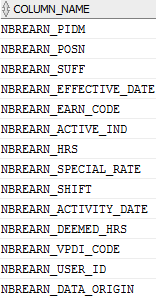 COLUMN_NAME
NBREARN_PIDM
NBREARN_POSN
NBREARN_SUFF
NBREARN_EFFECTIVE_DATE
NBREARN_EARN_CODE
NBREARN_ACTIVE_IND
NBREARN_HRS
NBREARN_SPECIAL_RATE
NBREARN_SHIFT
NBREARN_ACTIVITY_DATE
NBREARN_DEEMED_HRS
NBREARN_VPDI_CODE
NBREARN_USER_ID
NBREARN_DATA_ORIGIN